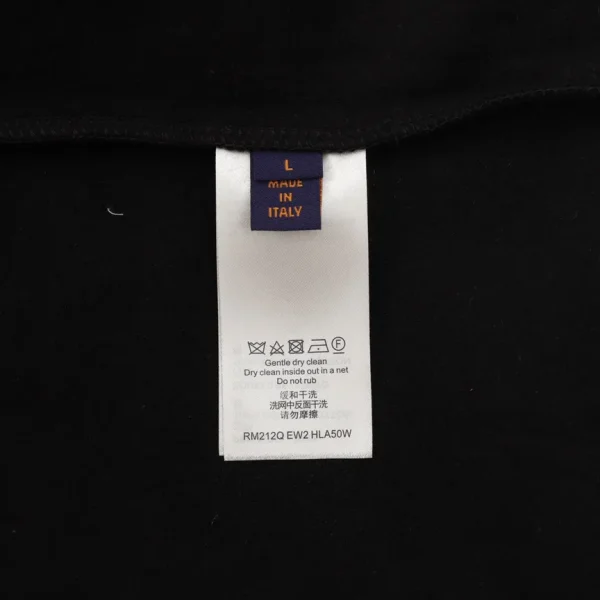 L
MADE
IN
ITALY
Gentle dry clean
Dry clean inside out in a net
Do not rub
缓和干洗
洗网中反面干洗
请勿摩擦
RM212Q EW2 HLA50W